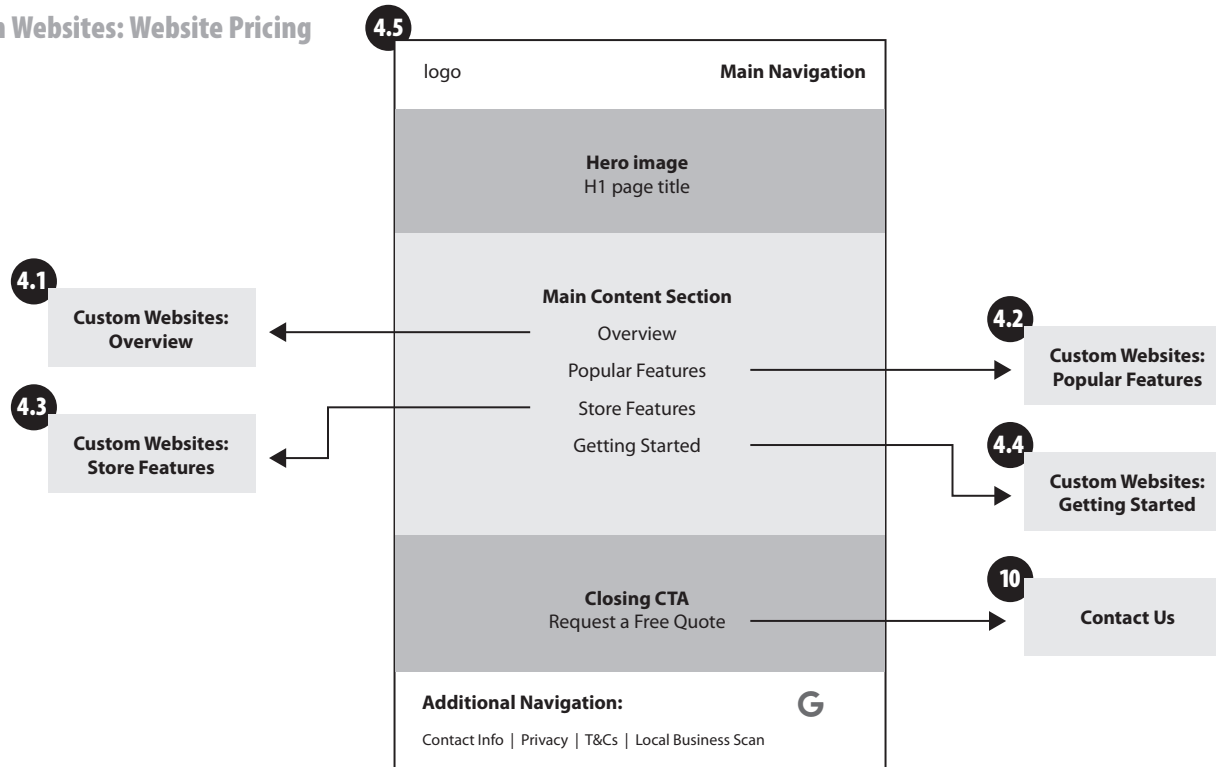 Websites: Website Pricing
4.5
logo
Main Navigation
Hero image
H1 page title
4.1
Custom Websites:
Overview
Main Content Section
Overview
Popular Features
Store Features
Getting Started
4.2
Custom Websites:
Popular Features
4.3
Custom Websites:
Store Features
4.4
Custom Websites:
Getting Started
Closing CTA
Request a Free Quote
10
Contact Us
Additional Navigation:
G
Contact Info | Privacy | T&Cs | Local Business Scan